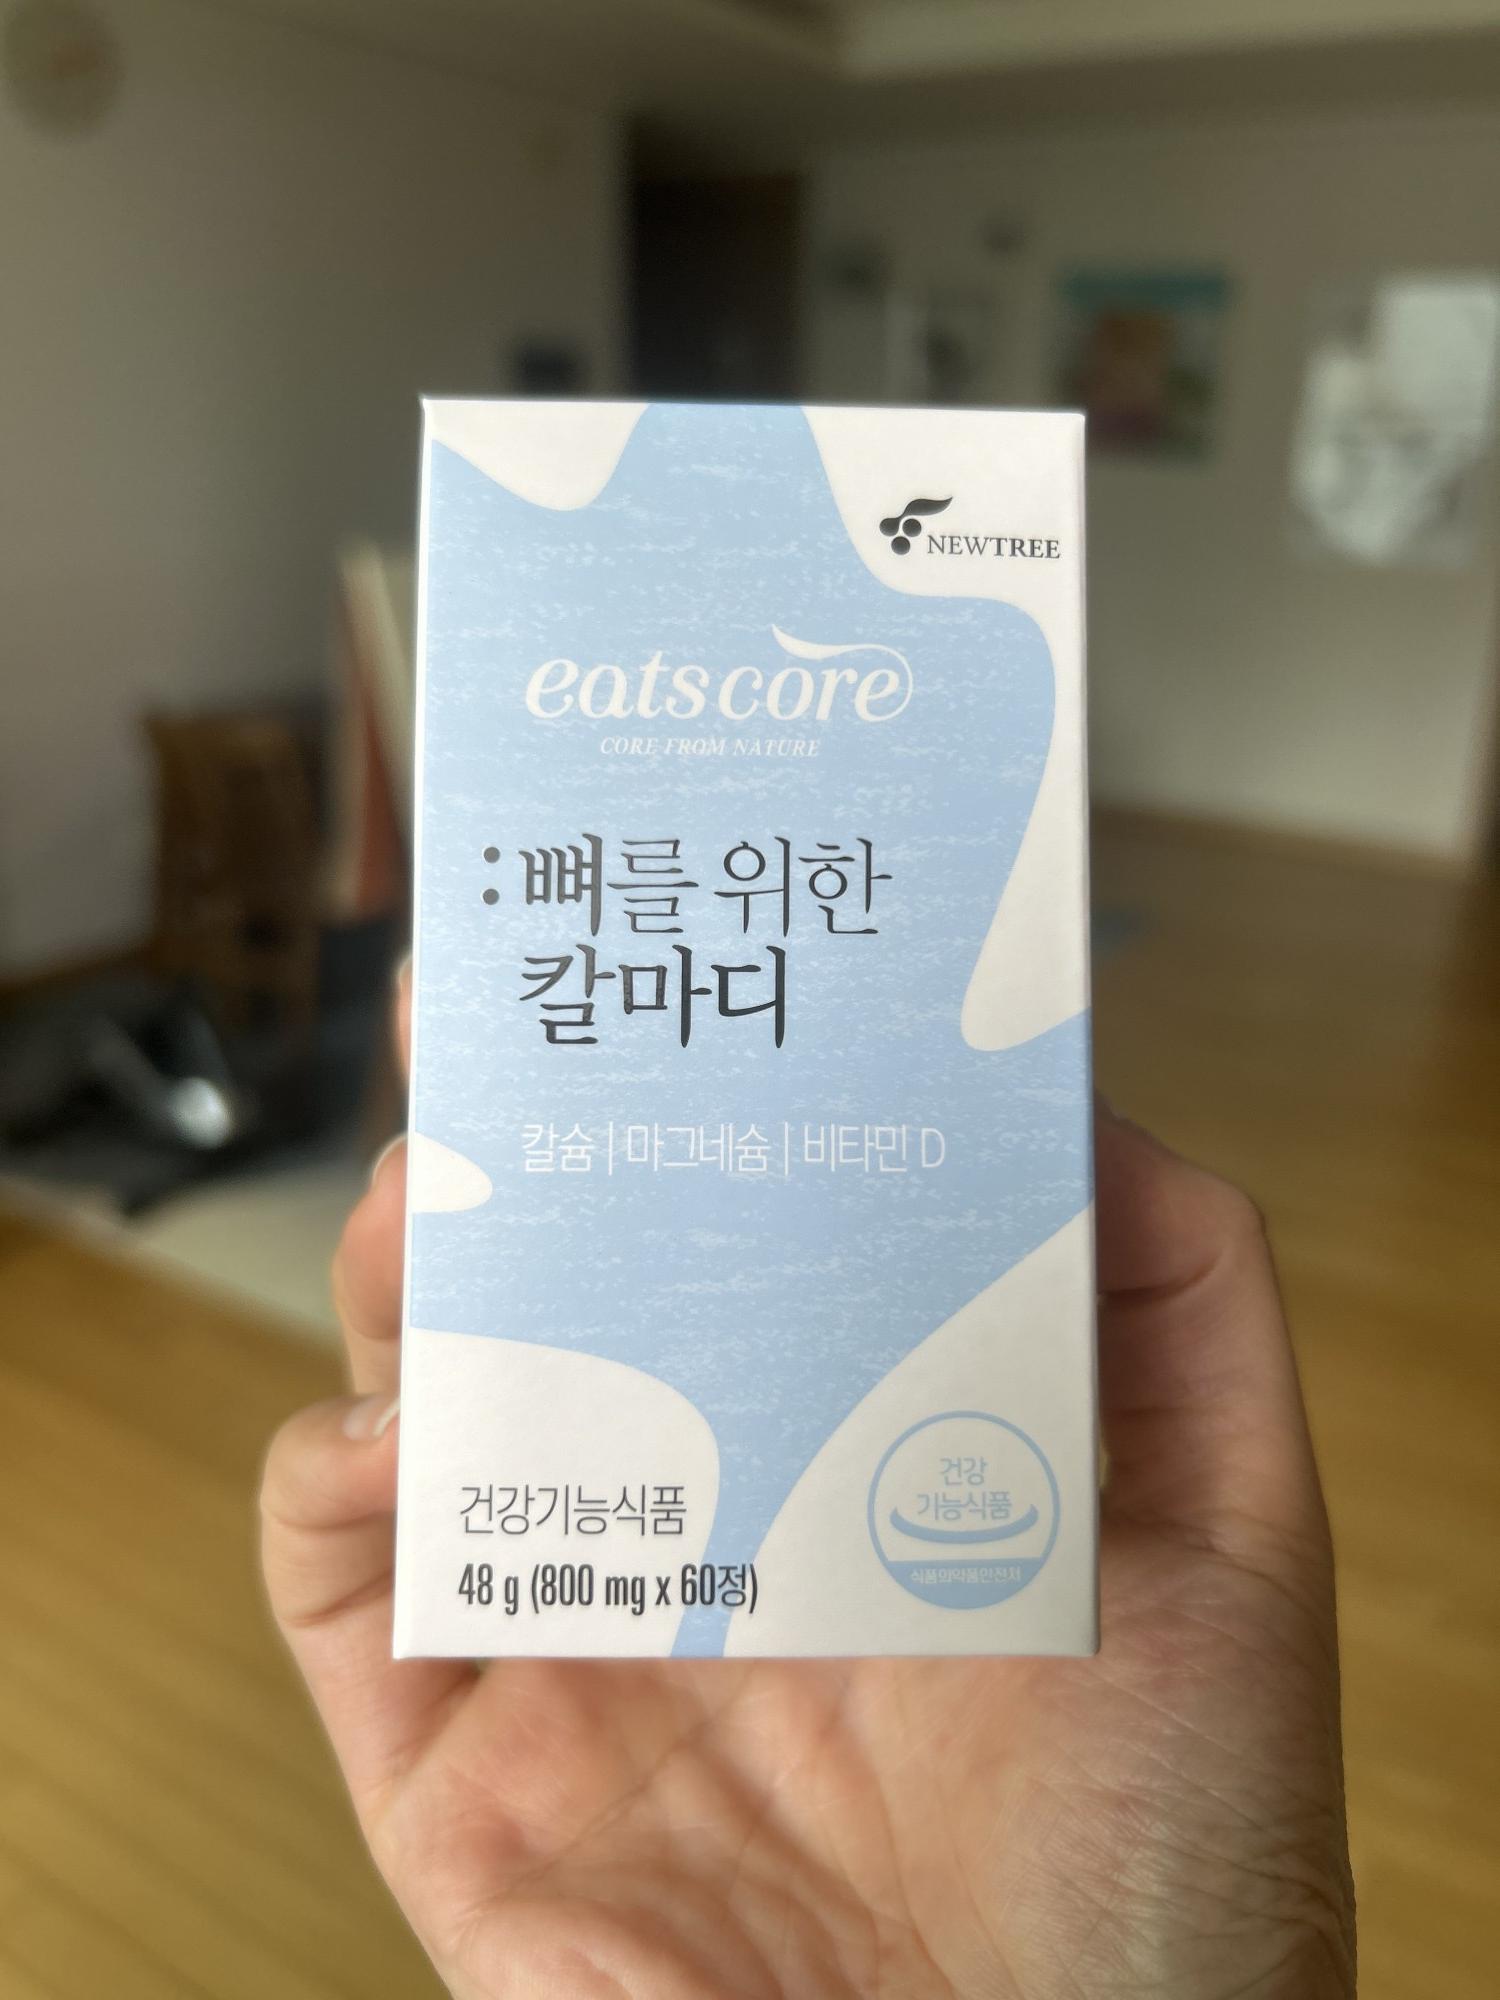 NEWTREE
eatscore
CORE FROM NATURE
: 뼈를 위한
칼마디
칼슘 | 마그네슘 | 비타민 D
건강기능식품
48 g (800 mg x 60정)
건강
기능식품
식품의약품안전처